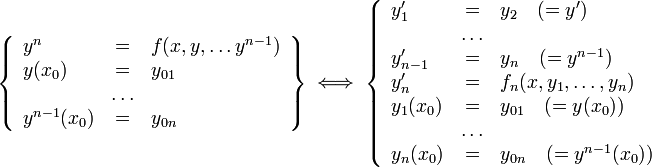 y^n = f(x, y, … y^{n−1})
y(x_0) = y_{01}
…
y^{n−1}(x_0) = y_{0n}
⟺
y′_1 = y_2 (= y′)
…
y′_{n−1} = y_n (= y^{n−1})
y′_n = f_n(x, y_1, …, y_n)
y_1(x_0) = y_{01} (= y(x_0))
…
y_n(x_0) = y_{0n} (= y^{n−1}(x_0))